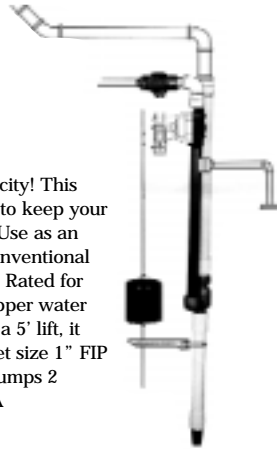 city! This
to keep your
Use as an
nventional
Rated for
pper water
a 5' lift, it
et size 1” FIP
umps 2